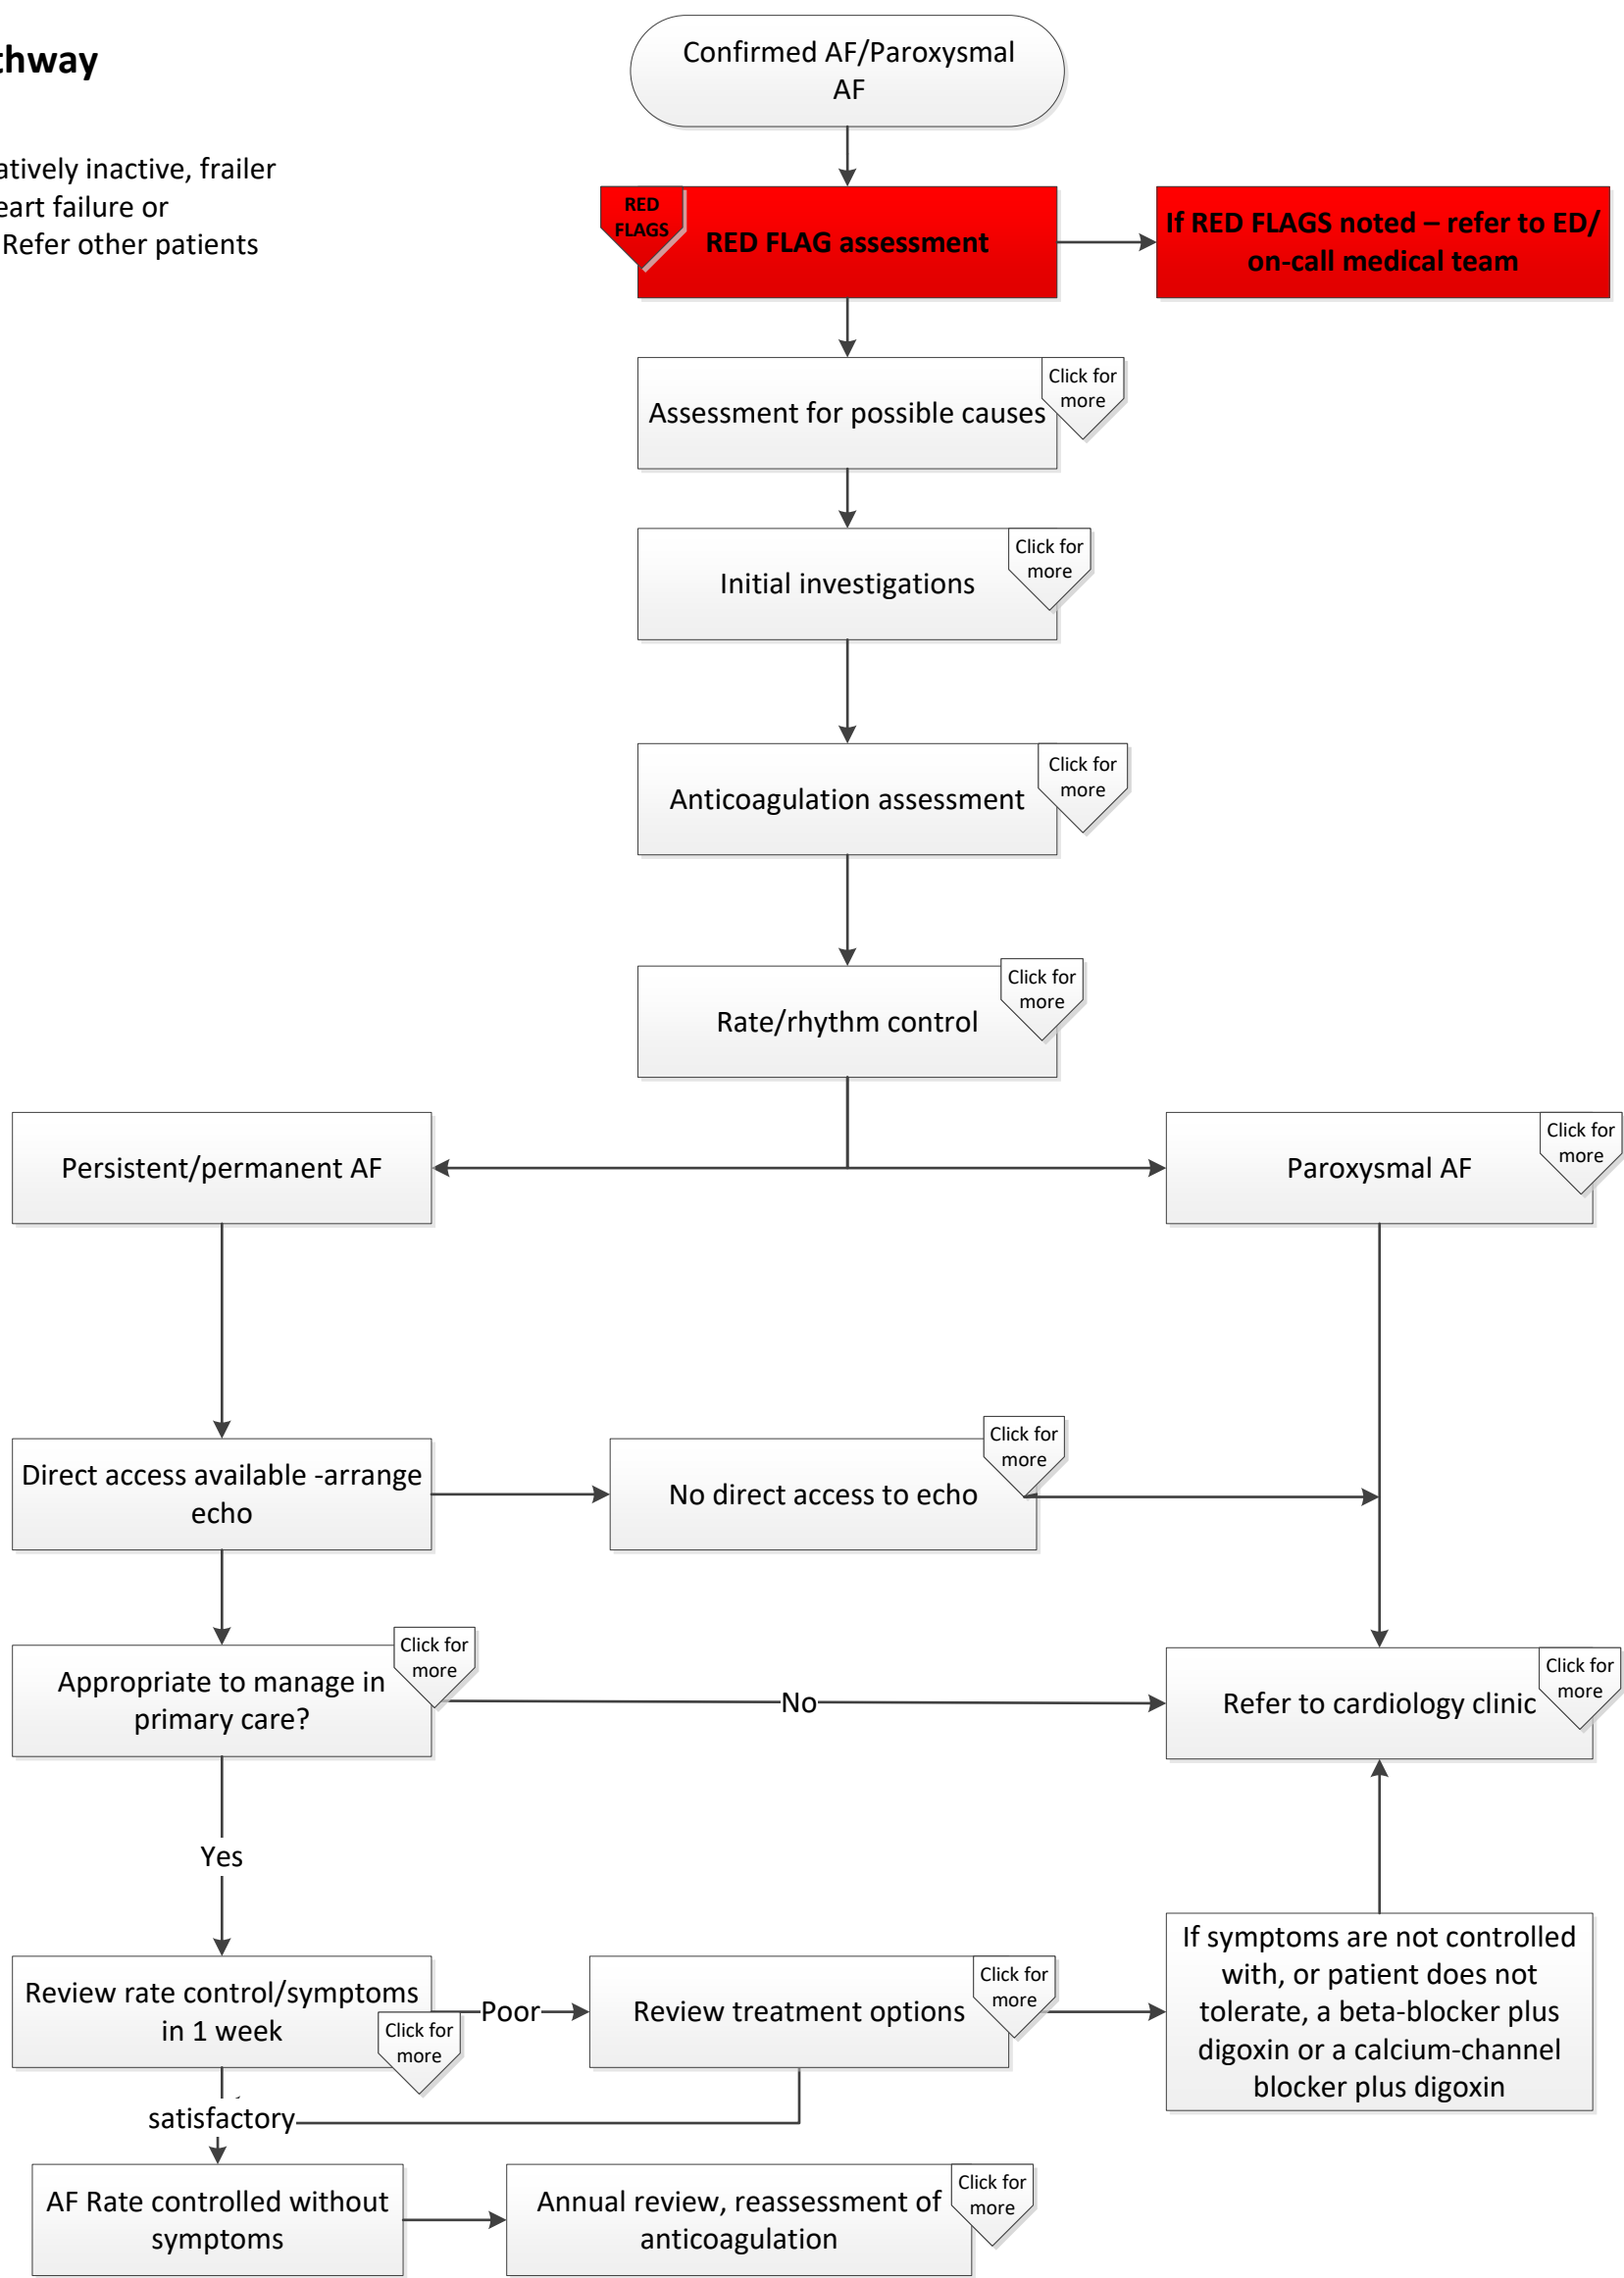 thway
atively inactive, frailer
eart failure or
Refer other patients
Confirmed AF/Paroxysmal
AF
RED
FLAGS
RED FLAG assessment
If RED FLAGS noted – refer to ED/
on-call medical team
Assessment for possible causes
Click for
more
Initial investigations
Click for
more
Anticoagulation assessment
Click for
more
Rate/rhythm control
Click for
more
Persistent/permanent AF
Paroxysmal AF
Click for
more
Direct access available -arrange
echo
No direct access to echo
Click for
more
Appropriate to manage in
primary care?
Click for
more
No
Refer to cardiology clinic
Click for
more
Yes
Review rate control/symptoms
in 1 week
Click for
more
Poor
Review treatment options
Click for
more
If symptoms are not controlled
with, or patient does not
tolerate, a beta-blocker plus
digoxin or a calcium-channel
blocker plus digoxin
satisfactory
AF Rate controlled without
symptoms
Annual review, reassessment of
anticoagulation
Click for
more